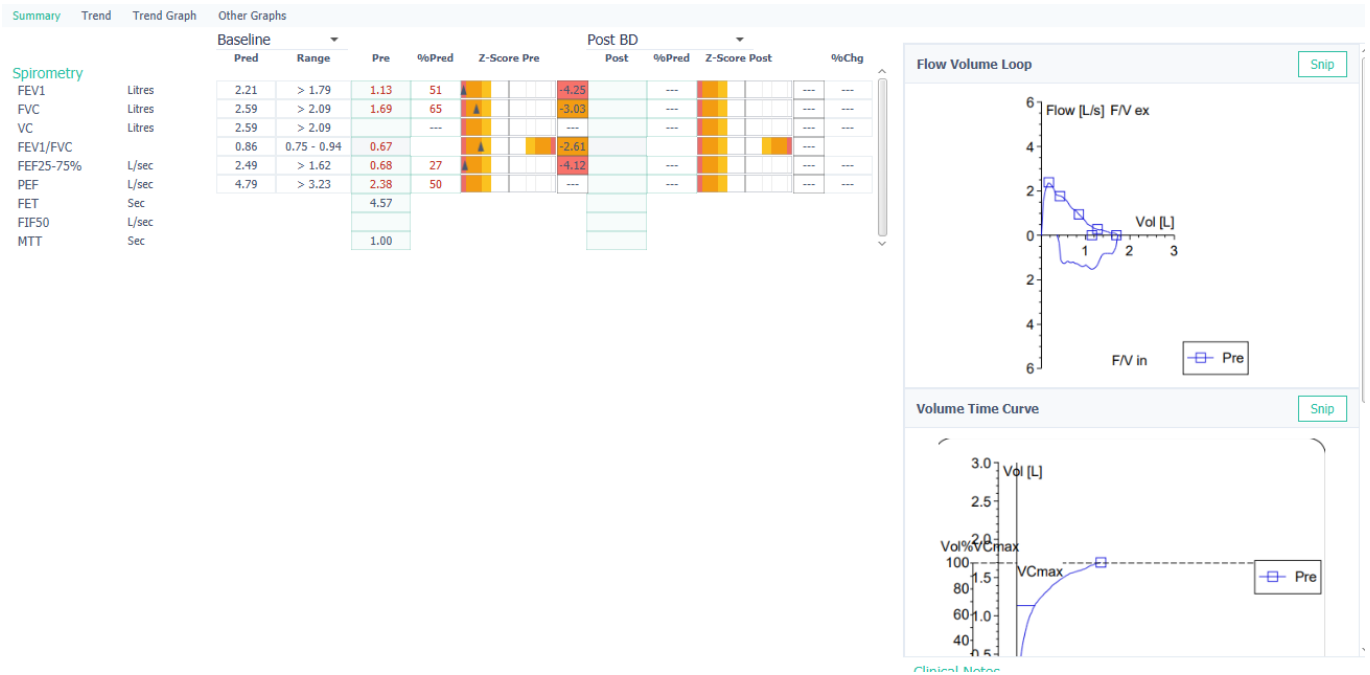 Summary Trend Trend Graph Other Graphs
Baseline Post BD
Pred Range Pre %Pred Z-Score Pre Post %Pred Z-Score Post %Chg
Spirometry
FEV1 Litres 2.21 > 1.79 1.13 51 -4.25 --- --- ---
FVC Litres 2.59 > 2.09 1.69 65 -3.03 --- --- ---
VC Litres 2.59 > 2.09 --- --- --- --- ---
FEV1/FVC 0.86 0.75 - 0.94 0.67 -2.61 ---
FEF25-75% L/sec 2.49 > 1.62 0.68 27 -4.12 --- --- ---
PEF L/sec 4.79 > 3.23 2.38 50 --- --- --- ---
FET Sec 4.57
FIF50 L/sec
MTT Sec 1.00
Flow Volume Loop Snip
6 Flow [L/s] F/V ex
4
2
Vol [L]
0
1 2 3
2
4
F/V in Pre
6
Volume Time Curve Snip
3.0 Vol [L]
2.5
2.0
Vol%VCmax
100
1.5 VCmax Pre
80
60 1.0
40
0.5
Clinical Notes